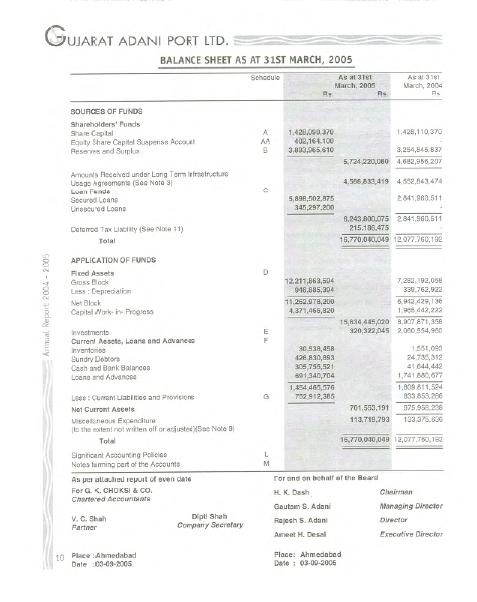 GUJARAT ADANI PORT LTD.
BALANCE SHEET AS AT 31ST MARCH, 2005
Schedule As at 31st March, 2005 As at 31st March, 2004
Rs. Rs. Rs.
SOURCES OF FUNDS
Shareholders' Funds
Share Capital A 1,428,090,370 1,428,110,370
Equity Share Capital Suspense Account AA 402,164,100
Reserves and Surplus B 3,893,965,610 3,254,845,837
5,724,220,080 4,682,956,207
Amounts Received under Long Term Infrastructure
Usage Agreements (See Note 3) 4,586,833,419 4,552,843,474
Loan Funds C
Secured Loans 5,898,502,875 2,841,960,511
Unsecured Loans 345,297,200 -
6,243,800,075 2,841,960,511
Deferred Tax Liability (See Note 11) 215,186,475 -
Total 16,770,040,049 12,077,760,192
APPLICATION OF FUNDS
Fixed Assets D
Gross Block 12,211,863,504 7,282,192,058
Less : Depreciation 948,885,304 339,762,922
Net Block 11,262,978,200 6,942,429,136
Capital Work- in- Progress 4,371,466,820 1,965,442,222
15,634,445,020 8,907,871,358
Investments E 320,322,045 2,060,554,960
Current Assets, Loans and Advances F
Inventories 30,538,458 1,551,093
Sundry Debtors 426,830,893 24,735,312
Cash and Bank Balances 305,755,521 41,644,442
Loans and Advances 691,340,704 1,741,880,677
1,454,465,576 1,809,811,524
Less : Current Liabilities and Provisions G 752,912,385 833,853,286
Net Current Assets 701,553,191 975,958,238
Miscellaneous Expenditure
(to the extent not written off or adjusted)(See Note 9) 113,719,793 133,375,636
Total 16,770,040,049 12,077,760,192
Significant Accounting Policies L
Notes forming part of the Accounts M
As per attached report of even date For and on behalf of the Board
For G. K. CHOKSI & CO. H. K. Dash Chairman
Chartered Accountants
Gautam S. Adani Managing Director
V. C. Shah Dipti Shah Rajesh S. Adani Director
Partner Company Secretary
Ameet H. Desai Executive Director
Place :Ahmedabad Place: Ahmedabad
Date :03-09-2005 Date : 03-09-2005
Annual Report 2004 - 2005
10